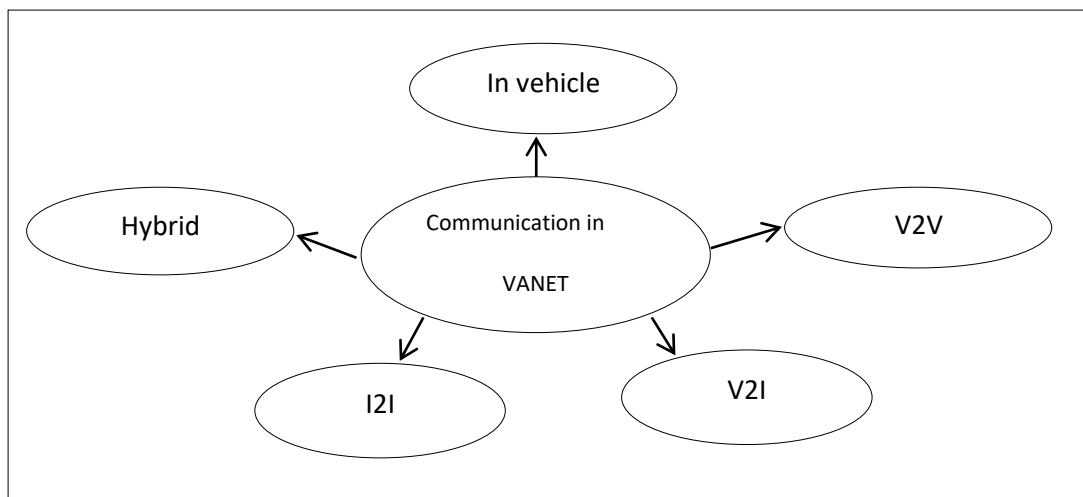 In vehicle
Hybrid
Communication in
VANET
V2V
I2I
V2I